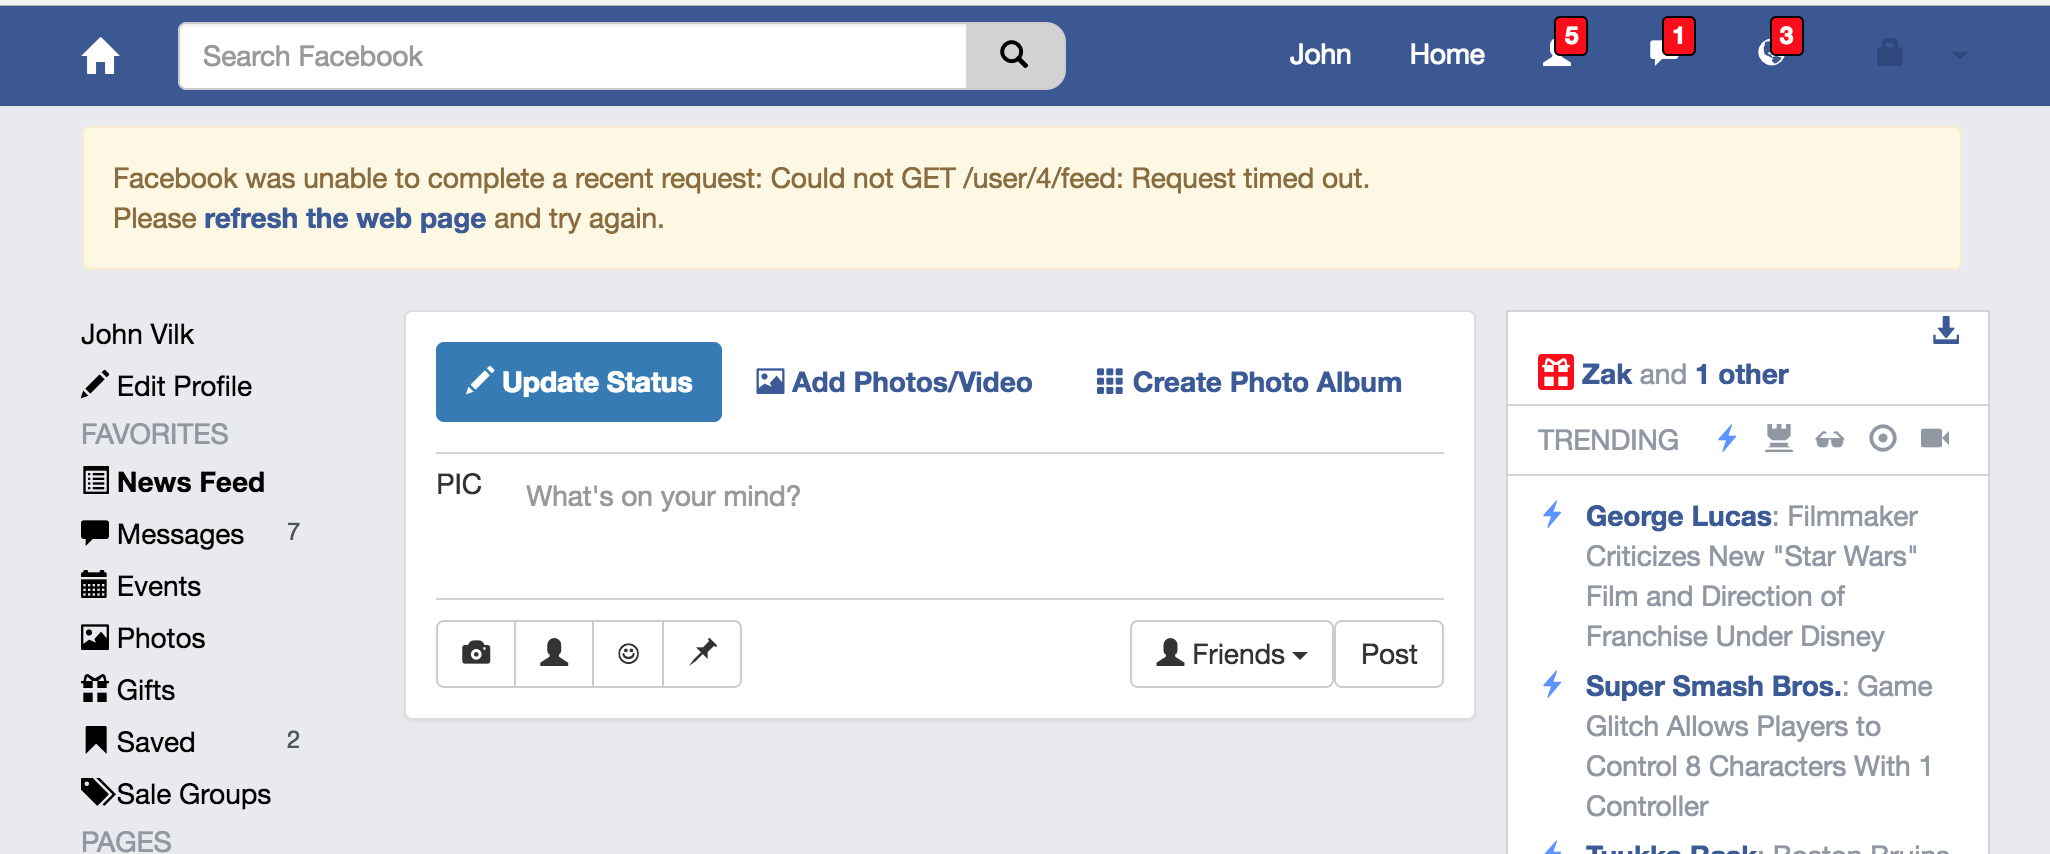 Search Facebook
John
Home
5
1
3
Facebook was unable to complete a recent request: Could not GET /user/4/feed: Request timed out.
Please refresh the web page and try again.
John Vilk
Edit Profile
FAVORITES
News Feed
Messages 7
Events
Photos
Gifts
Saved 2
Sale Groups
PAGES
Update Status
Add Photos/Video
Create Photo Album
PIC
What's on your mind?
Friends
Post
Zak and 1 other
TRENDING
George Lucas: Filmmaker
Criticizes New "Star Wars"
Film and Direction of
Franchise Under Disney
Super Smash Bros.: Game
Glitch Allows Players to
Control 8 Characters With 1
Controller
Tuukka Rask: Boston Bruins